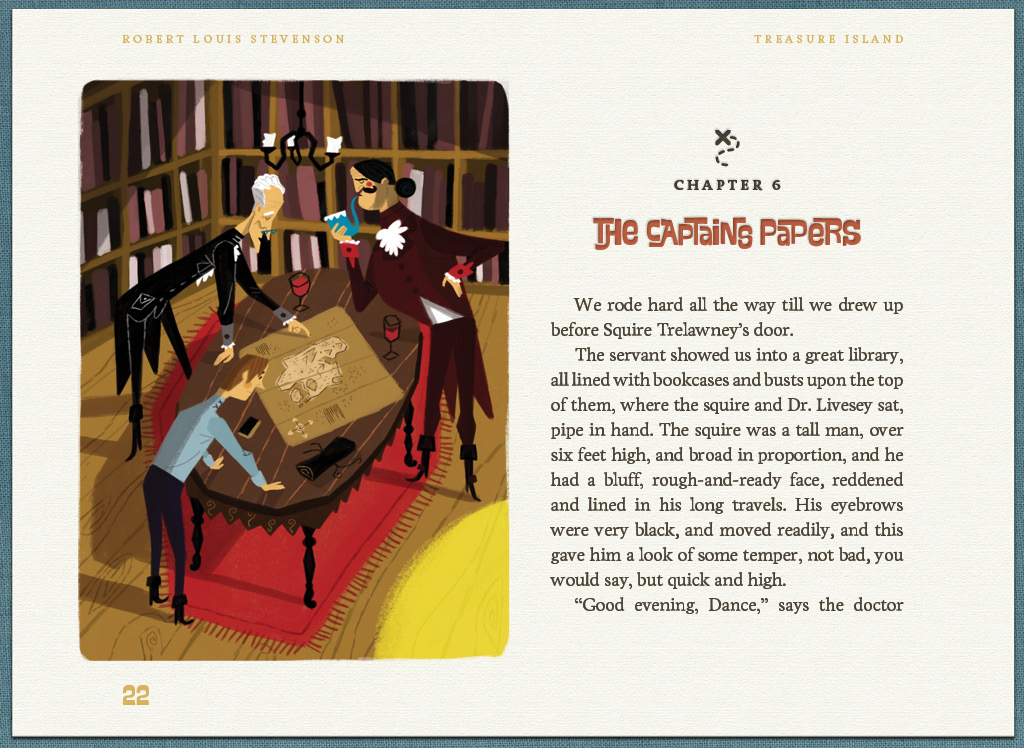 ROBERT LOUIS STEVENSON
TREASURE ISLAND
CHAPTER 6
THE CAPTAINS PAPERS
We rode hard all the way till we drew up
before Squire Trelawney’s door.
The servant showed us into a great library,
all lined with bookcases and busts upon the top
of them, where the squire and Dr. Livesey sat,
pipe in hand. The squire was a tall man, over
six feet high, and broad in proportion, and he
had a bluff, rough-and-ready face, reddened
and lined in his long travels. His eyebrows
were very black, and moved readily, and this
gave him a look of some temper, not bad, you
would say, but quick and high.
“Good evening, Dance,” says the doctor
22